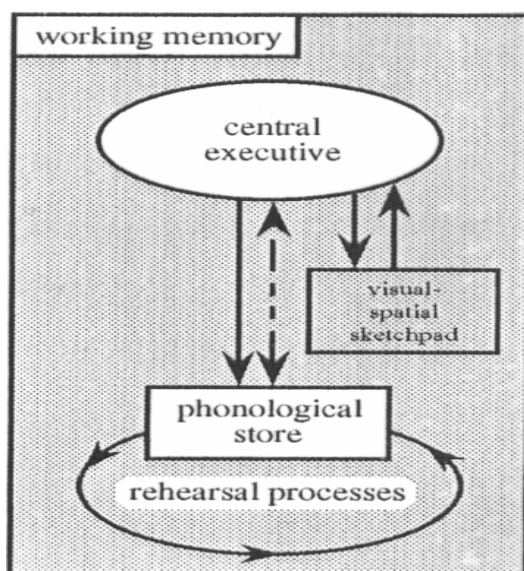 working memory
central
executive
visual-
spatial
sketchpad
phonological
store
rehearsal processes